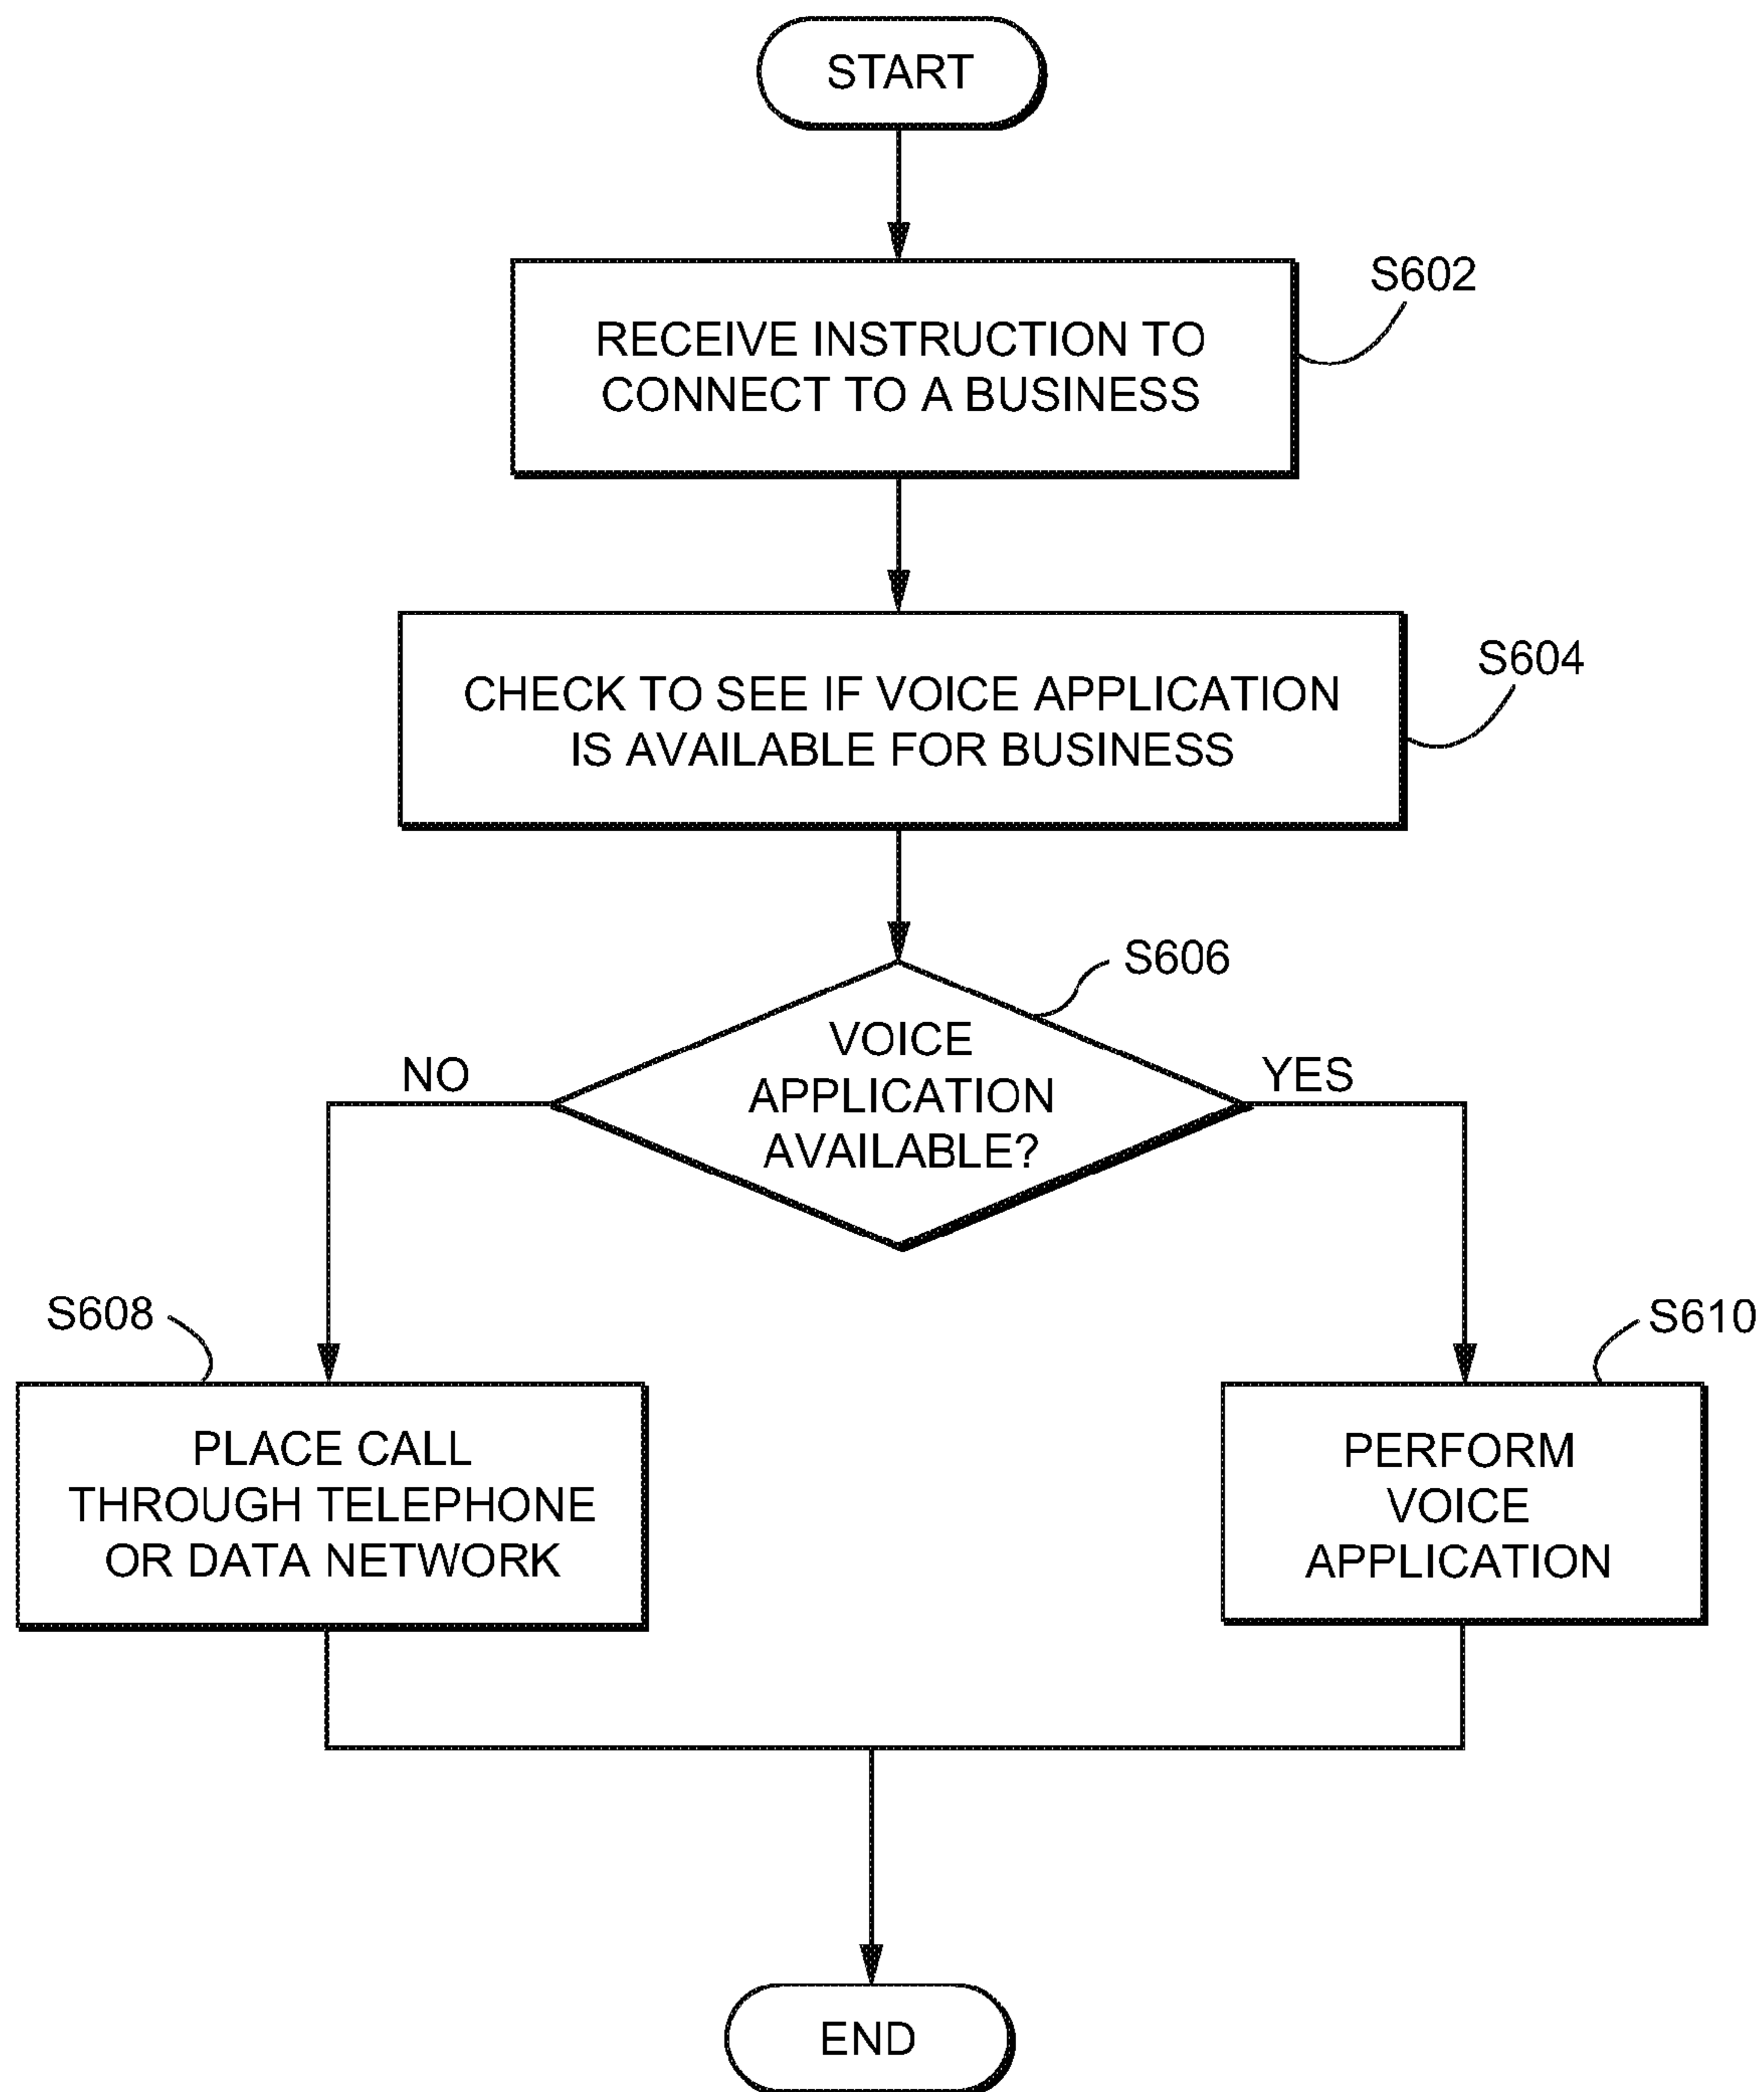 START
S602
RECEIVE INSTRUCTION TO
CONNECT TO A BUSINESS
S604
CHECK TO SEE IF VOICE APPLICATION
IS AVAILABLE FOR BUSINESS
S606
VOICE
APPLICATION
AVAILABLE?
NO
YES
S608
PLACE CALL
THROUGH TELEPHONE
OR DATA NETWORK
S610
PERFORM
VOICE
APPLICATION
END